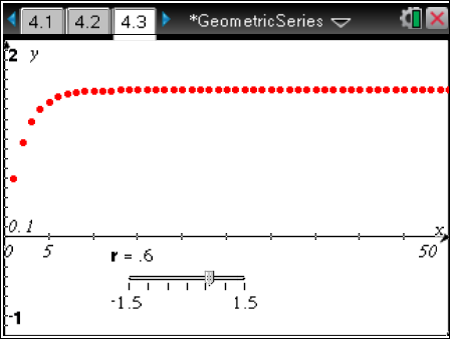 4.1 4.2 4.3 *GeometricSeries
2 y
0.1 x
0 5 50
r = .6
-1.5 1.5
-1